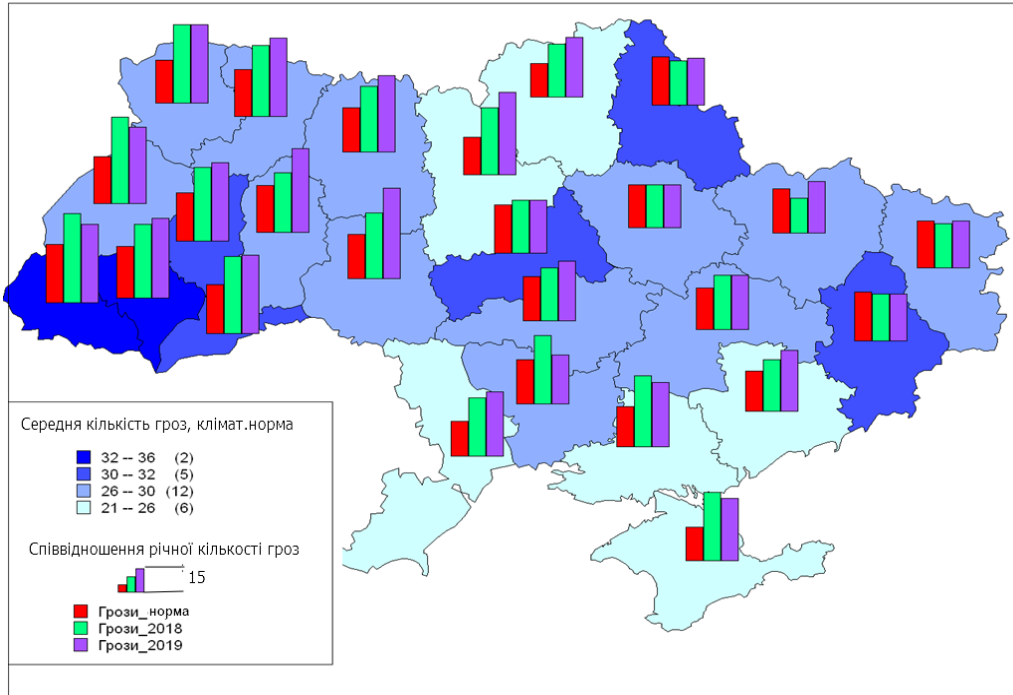 Середня кількість гроз, клімат.норма
32 -- 36 (2)
30 -- 32 (5)
26 -- 30 (12)
21 -- 26 (6)
Співвідношення річної кількості гроз
15
Грози_норма
Грози_2018
Грози_2019